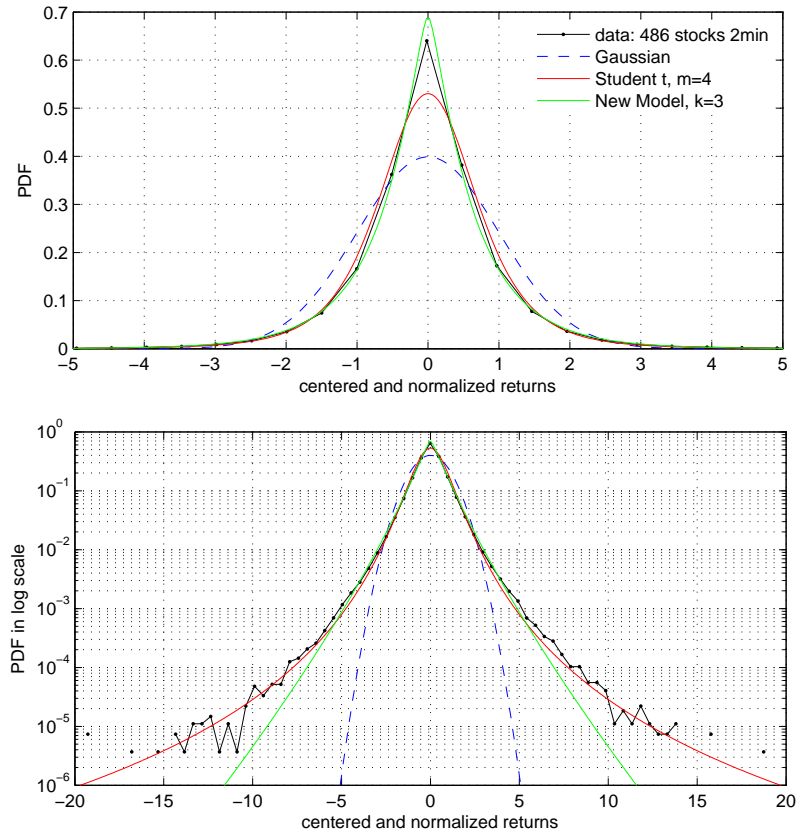 0.7
0.6
0.5
0.4
0.3
0.2
0.1
0
PDF
data: 486 stocks 2min
Gaussian
Student t, m=4
New Model, k=3
−5 −4 −3 −2 −1 0 1 2 3 4 5
centered and normalized returns
10^0
10^−1
10^−2
10^−3
10^−4
10^−5
10^−6
PDF in log scale
−20 −15 −10 −5 0 5 10 15 20
centered and normalized returns